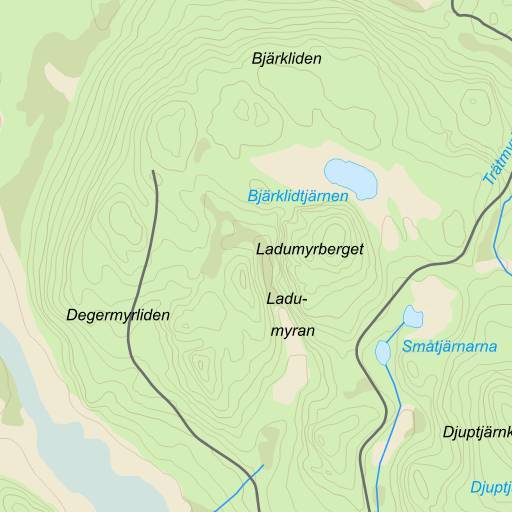 Bjärkliden
Bjärklidtjärnen
Ladumyrberget
Ladu-
myran
Degermyrliden
Småtjärnarna